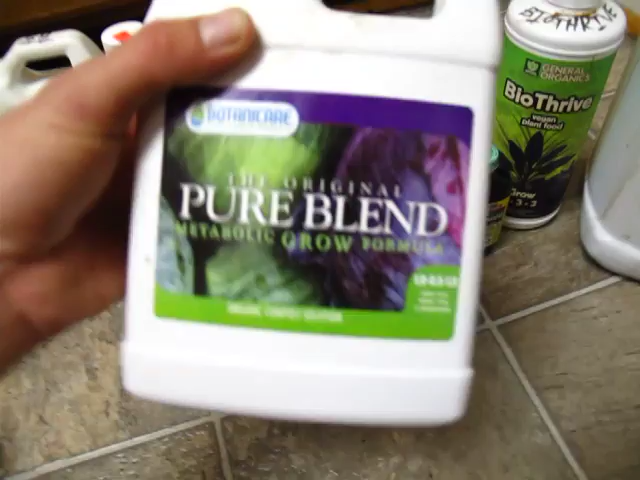 BOTANICARE
THE ORIGINAL
PURE BLEND
METABOLIC GROW FORMULA
BIOTHRIVE
GENERAL
ORGANICS
BioThrive
vegan
plant food
Grow